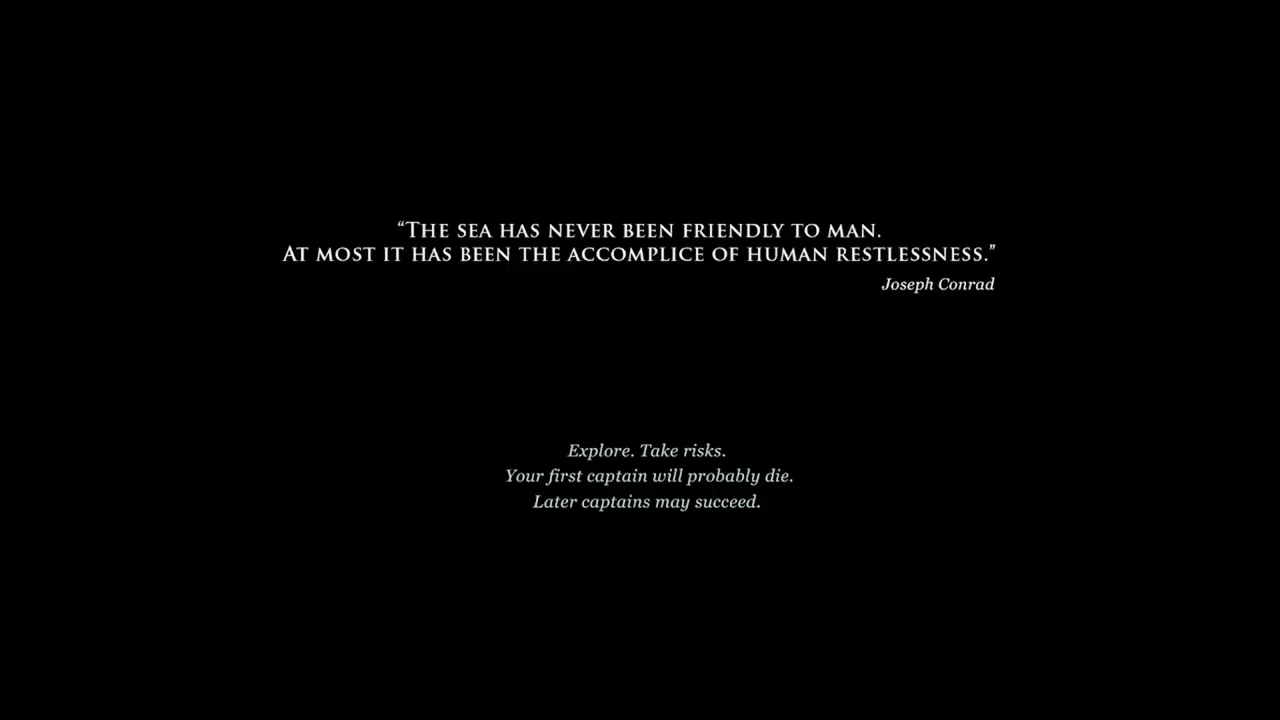 “The sea has never been friendly to man.
At most it has been the accomplice of human restlessness.”
Joseph Conrad
Explore. Take risks.
Your first captain will probably die.
Later captains may succeed.